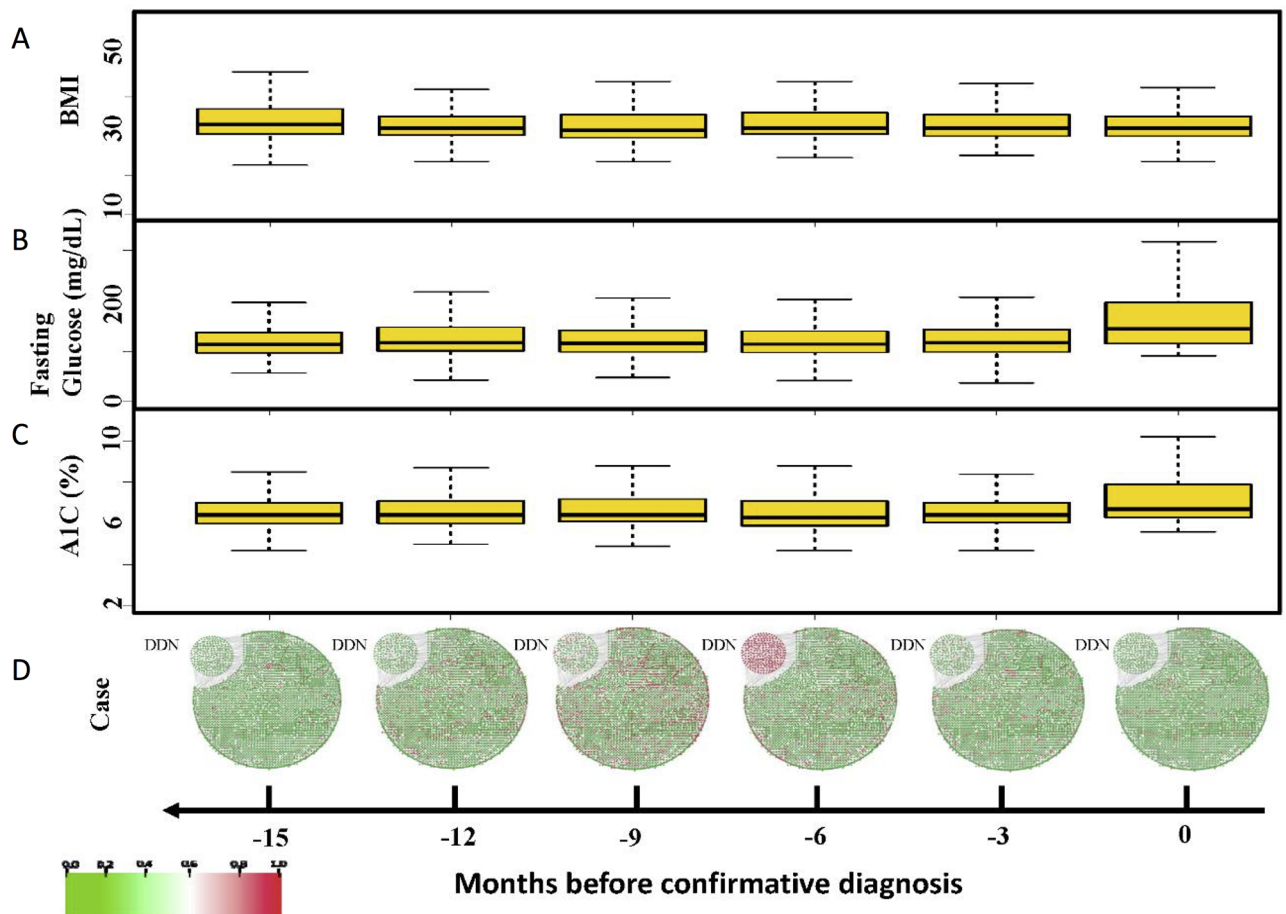 A
BMI
50
30
10
B
Fasting
Glucose (mg/dL)
200
0
C
A1C (%)
10
6
2
D
Case
DDN DDN DDN DDN DDN DDN
-15 -12 -9 -6 -3 0
0.0 0.2 0.4 0.6 0.8 1.0
Months before confirmative diagnosis